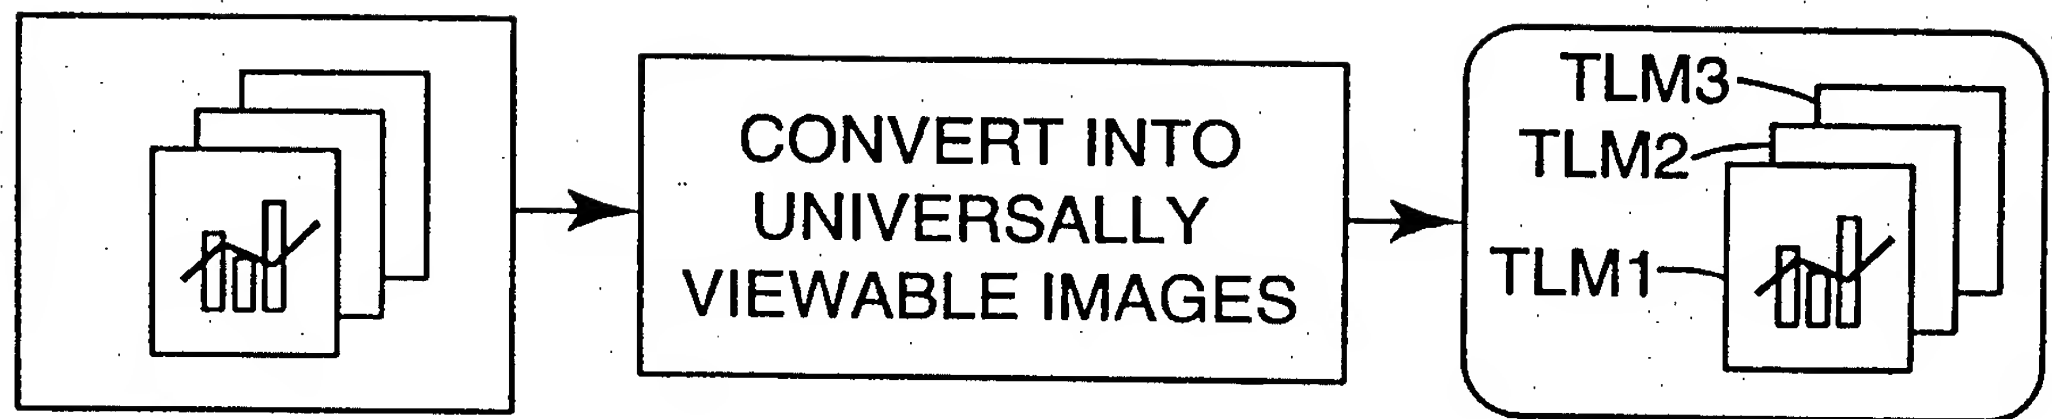 CONVERT INTO
UNIVERSALLY
VIEWABLE IMAGES
TLM3
TLM2
TLM1